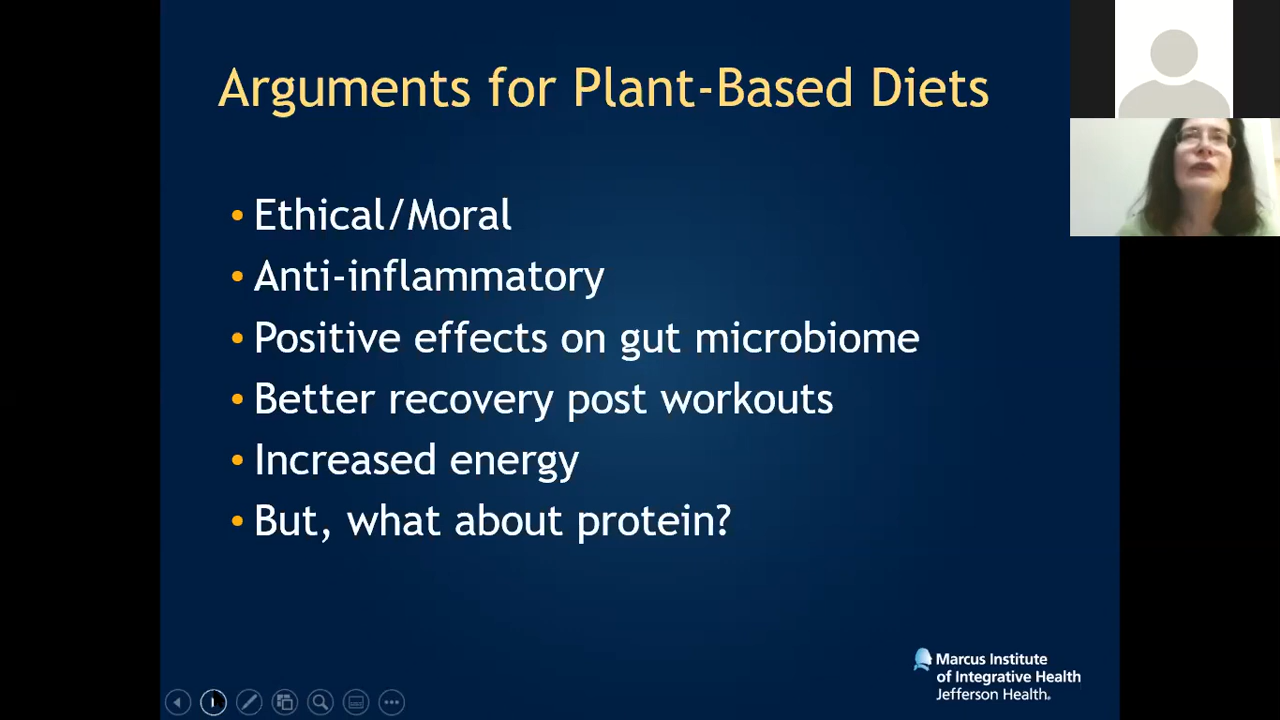 Arguments for Plant-Based Diets
• Ethical/Moral
• Anti-inflammatory
• Positive effects on gut microbiome
• Better recovery post workouts
• Increased energy
• But, what about protein?
Marcus Institute
of Integrative Health
Jefferson Health.